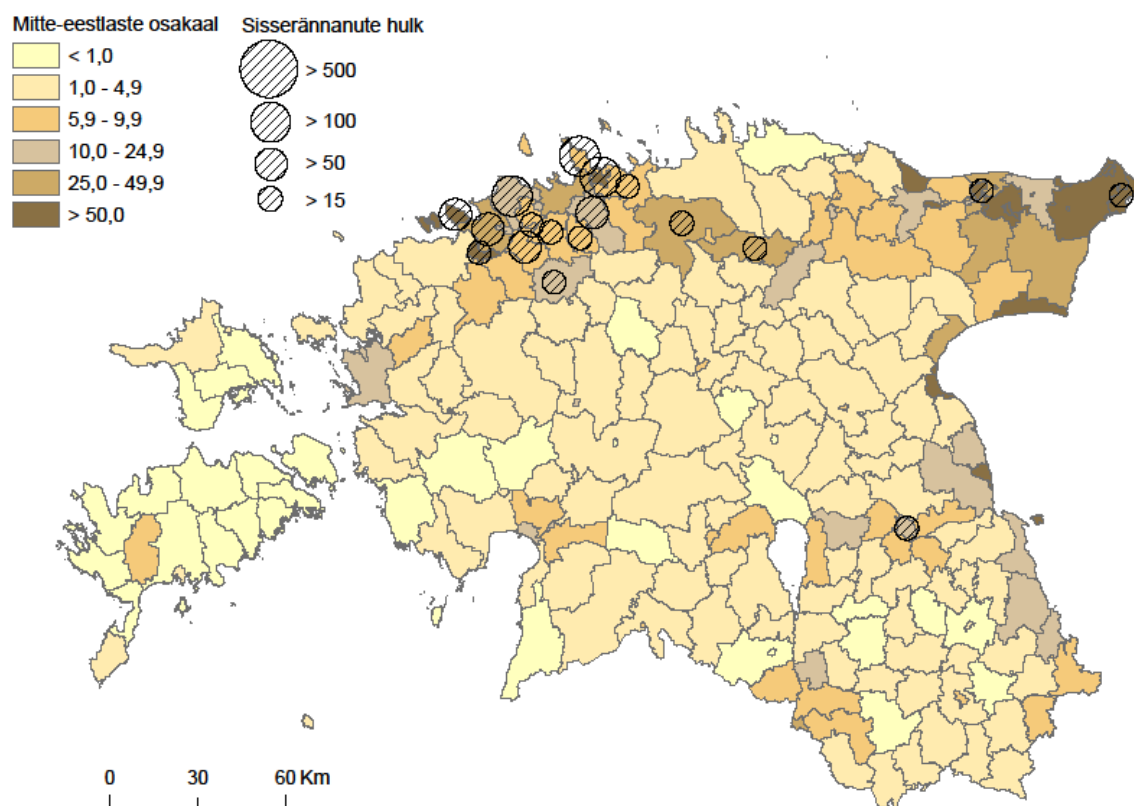 Mitte-eestlaste osakaal
< 1,0
1,0 - 4,9
5,9 - 9,9
10,0 - 24,9
25,0 - 49,9
> 50,0
Sisserännanute hulk
> 500
> 100
> 50
> 15
0 30 60 Km